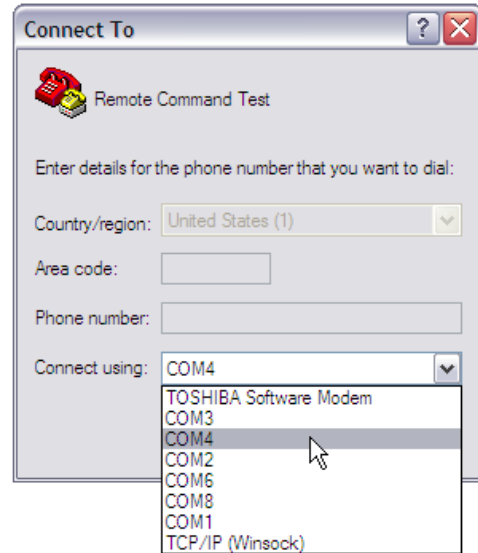 Connect To
Remote Command Test
Enter details for the phone number that you want to dial:
Country/region: United States (1)
Area code:
Phone number:
Connect using: COM4
TOSHIBA Software Modem
COM3
COM4
COM2
COM6
COM8
COM1
TCP/IP (Winsock)